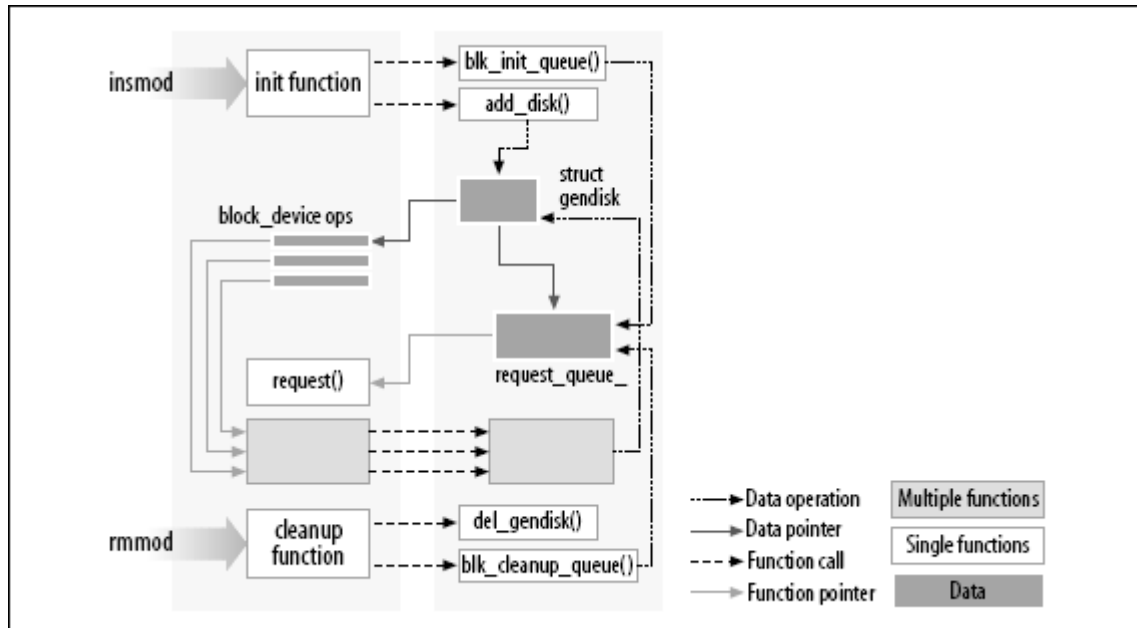 insmod
init function
blk_init_queue()
add_disk()
struct
gendisk
block_device ops
request_queue_
request()
rmmod
cleanup
function
del_gendisk()
blk_cleanup_queue()
Data operation
Data pointer
Function call
Function pointer
Multiple functions
Single functions
Data